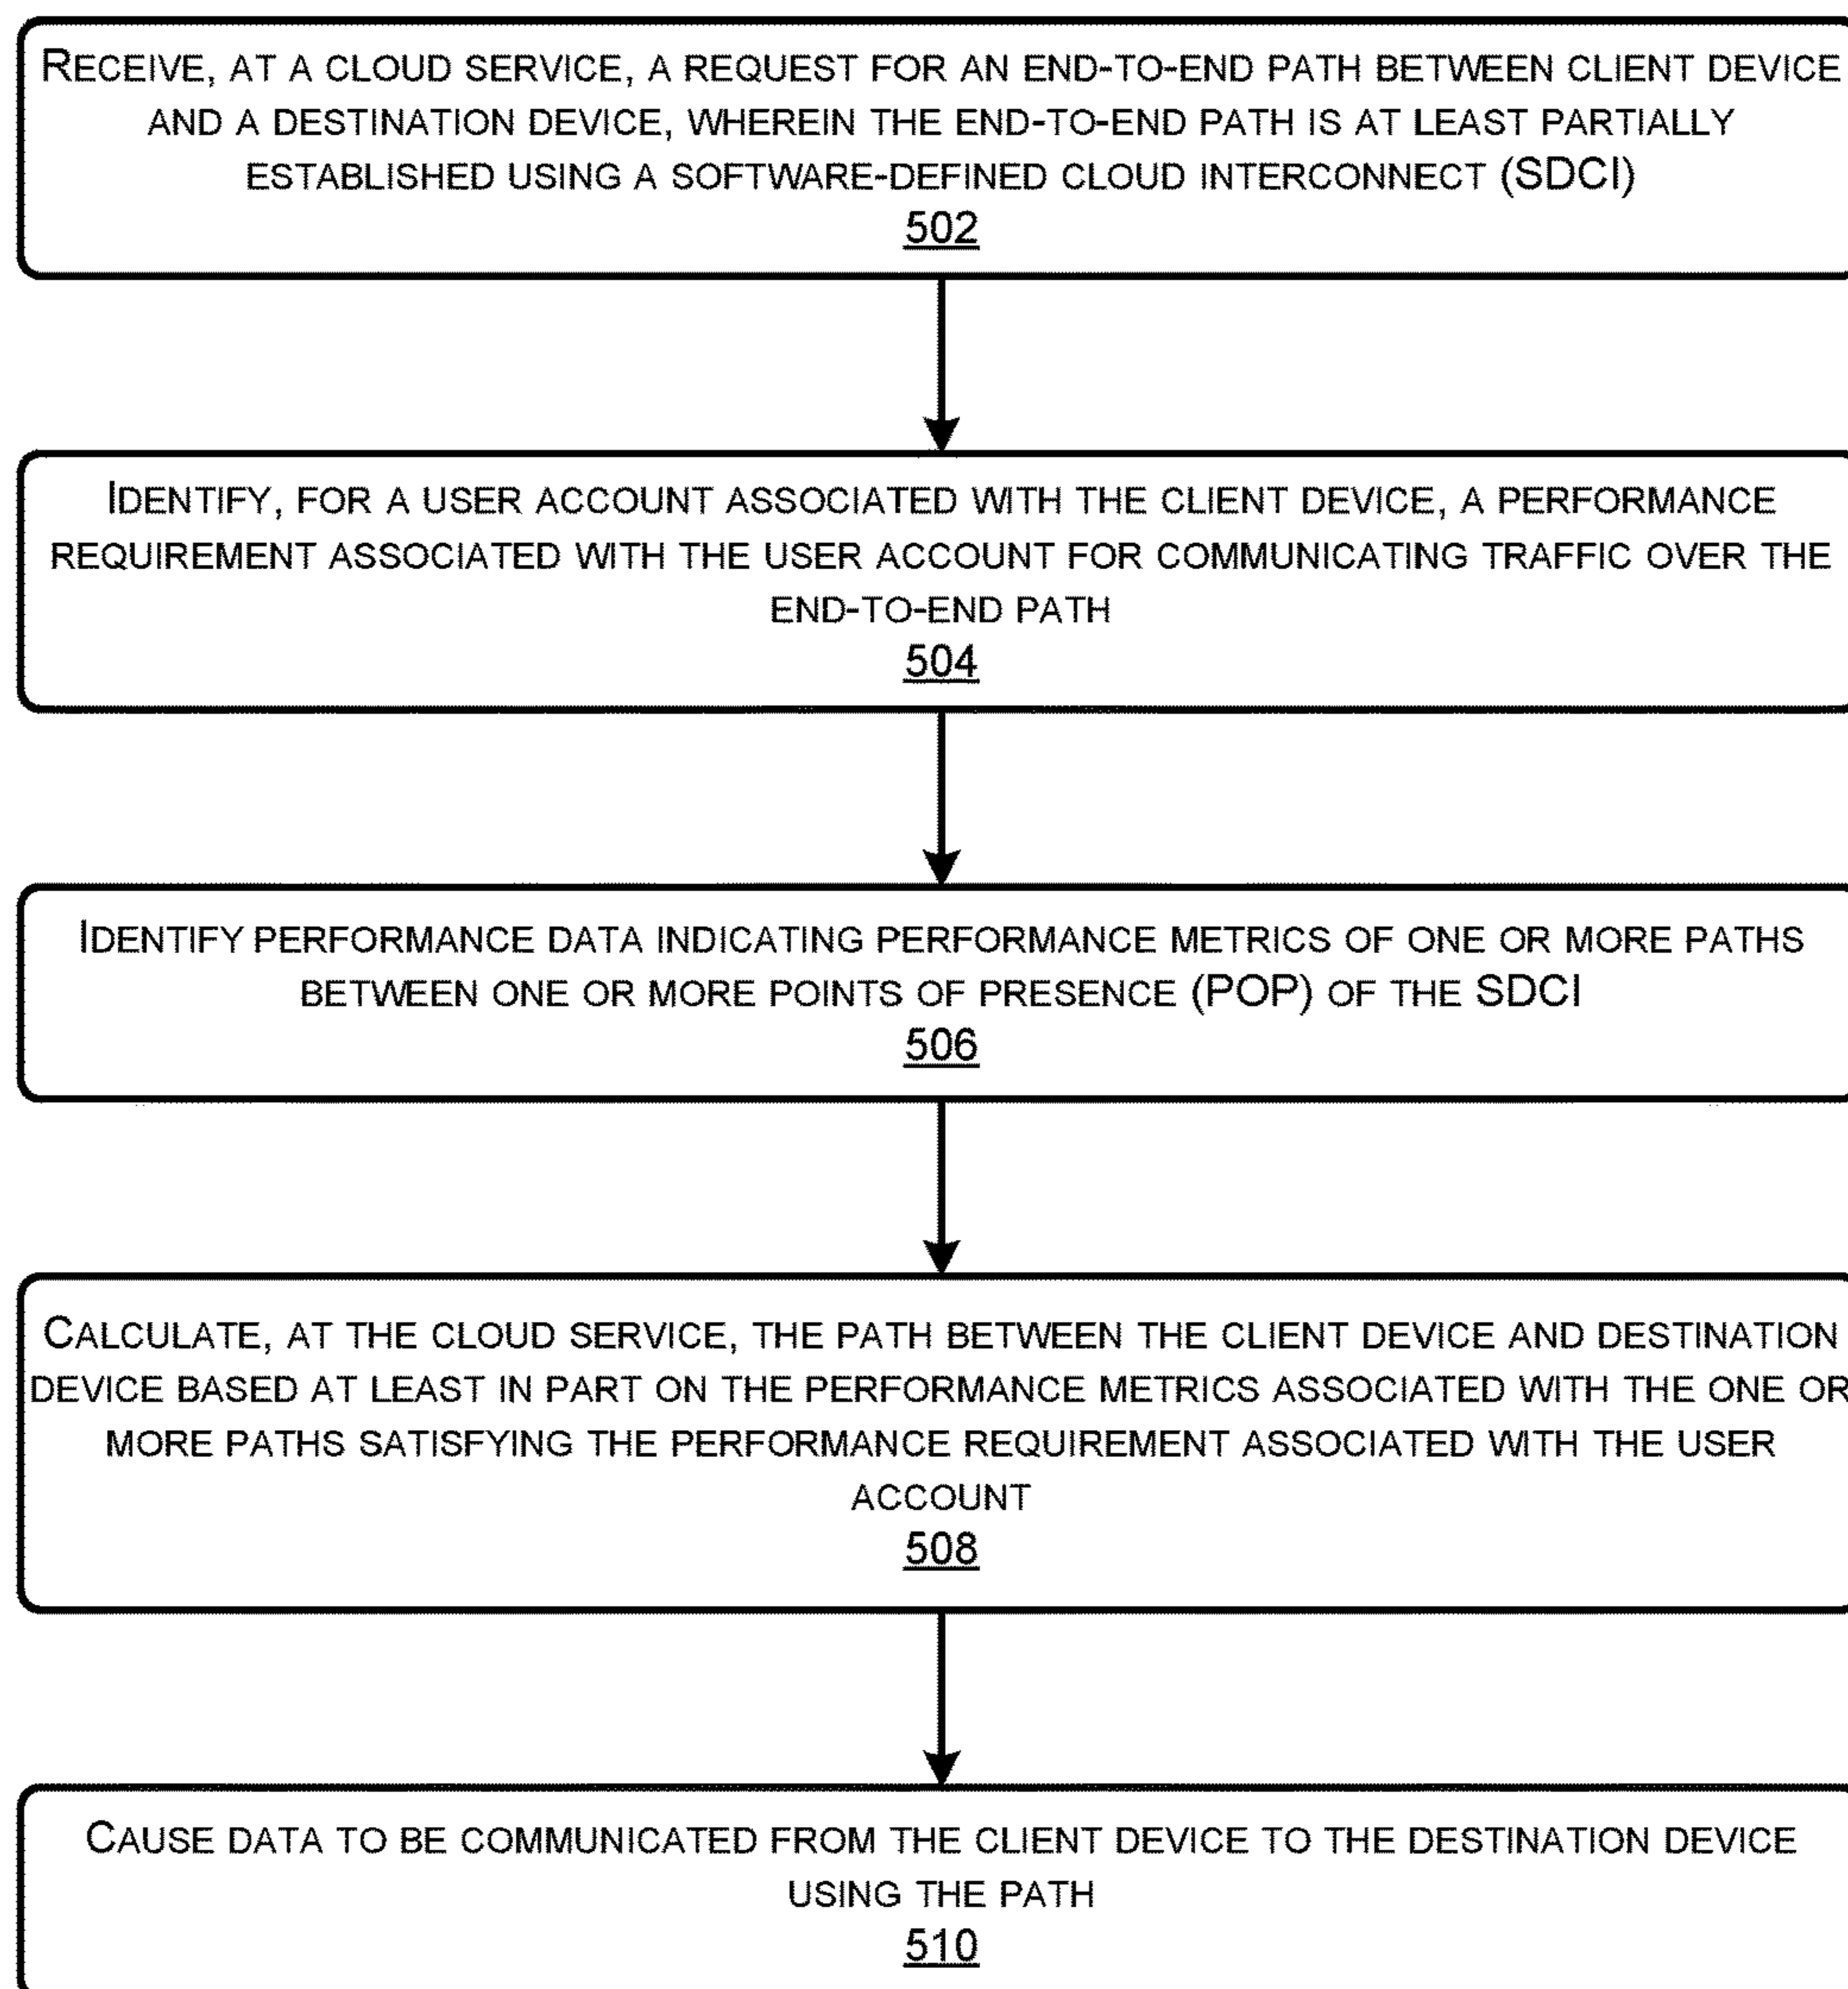 RECEIVE, AT A CLOUD SERVICE, A REQUEST FOR AN END-TO-END PATH BETWEEN CLIENT DEVICE
AND A DESTINATION DEVICE, WHEREIN THE END-TO-END PATH IS AT LEAST PARTIALLY
ESTABLISHED USING A SOFTWARE-DEFINED CLOUD INTERCONNECT (SDCI)
502
IDENTIFY, FOR A USER ACCOUNT ASSOCIATED WITH THE CLIENT DEVICE, A PERFORMANCE
REQUIREMENT ASSOCIATED WITH THE USER ACCOUNT FOR COMMUNICATING TRAFFIC OVER THE
END-TO-END PATH
504
IDENTIFY PERFORMANCE DATA INDICATING PERFORMANCE METRICS OF ONE OR MORE PATHS
BETWEEN ONE OR MORE POINTS OF PRESENCE (POP) OF THE SDCI
506
CALCULATE, AT THE CLOUD SERVICE, THE PATH BETWEEN THE CLIENT DEVICE AND DESTINATION
DEVICE BASED AT LEAST IN PART ON THE PERFORMANCE METRICS ASSOCIATED WITH THE ONE OR
MORE PATHS SATISFYING THE PERFORMANCE REQUIREMENT ASSOCIATED WITH THE USER
ACCOUNT
508
CAUSE DATA TO BE COMMUNICATED FROM THE CLIENT DEVICE TO THE DESTINATION DEVICE
USING THE PATH
510